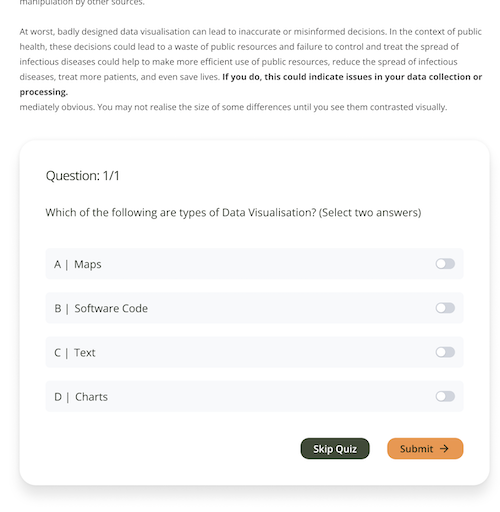 manipulation by other sources.
At worst, badly designed data visualisation can lead to inaccurate or misinformed decisions. In the context of public
health, these decisions could lead to a waste of public resources and failure to control and treat the spread of
infectious diseases could help to make more efficient use of public resources, reduce the spread of infectious
diseases, treat more patients, and even save lives. If you do, this could indicate issues in your data collection or
processing.
mediately obvious. You may not realise the size of some differences until you see them contrasted visually.
Question: 1/1
Which of the following are types of Data Visualisation? (Select two answers)
A | Maps
B | Software Code
C | Text
D | Charts
Skip Quiz
Submit →